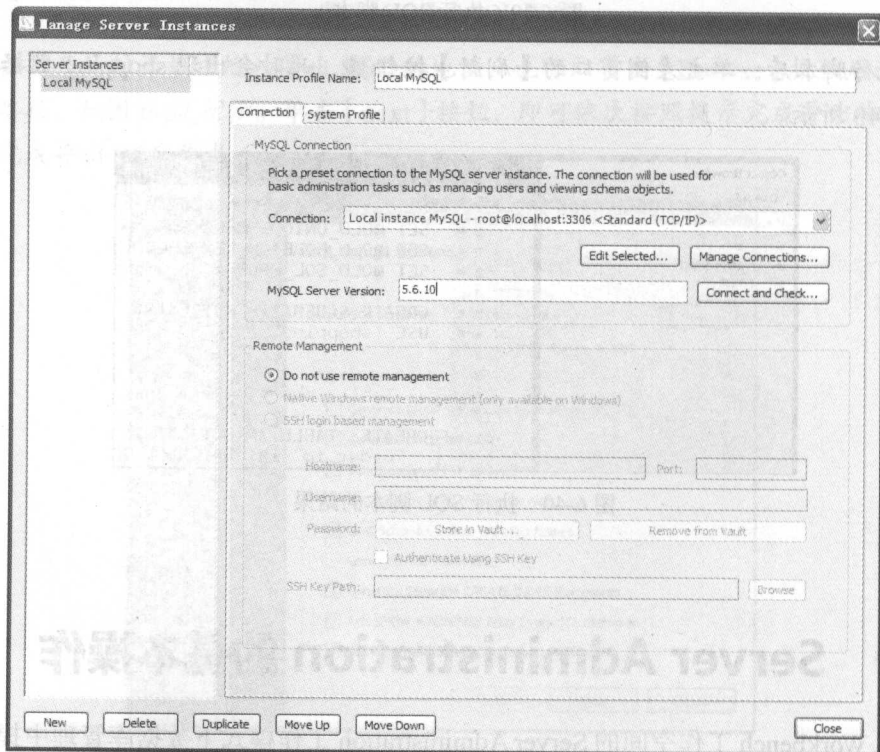 Manage Server Instances
Server Instances
Local MySQL
Instance Profile Name: Local MySQL
Connection System Profile
MySQL Connection
Pick a preset connection to the MySQL server instance. The connection will be used for
basic administration tasks such as managing users and viewing schema objects.
Connection: Local instance MySQL - root@localhost:3306 <Standard (TCP/IP)>
Edit Selected... Manage Connections...
MySQL Server Version: 5.6.10 Connect and Check...
Remote Management
Do not use remote management
Native Windows remote management (only available on Windows)
SSH login based management
Hostname: Port:
Username:
Password: Store in Vault ... Remove from Vault
Authenticate Using SSH Key
SSH Key Path: Browse
Server Administration 的基本操作
New Delete Duplicate Move Up Move Down Close